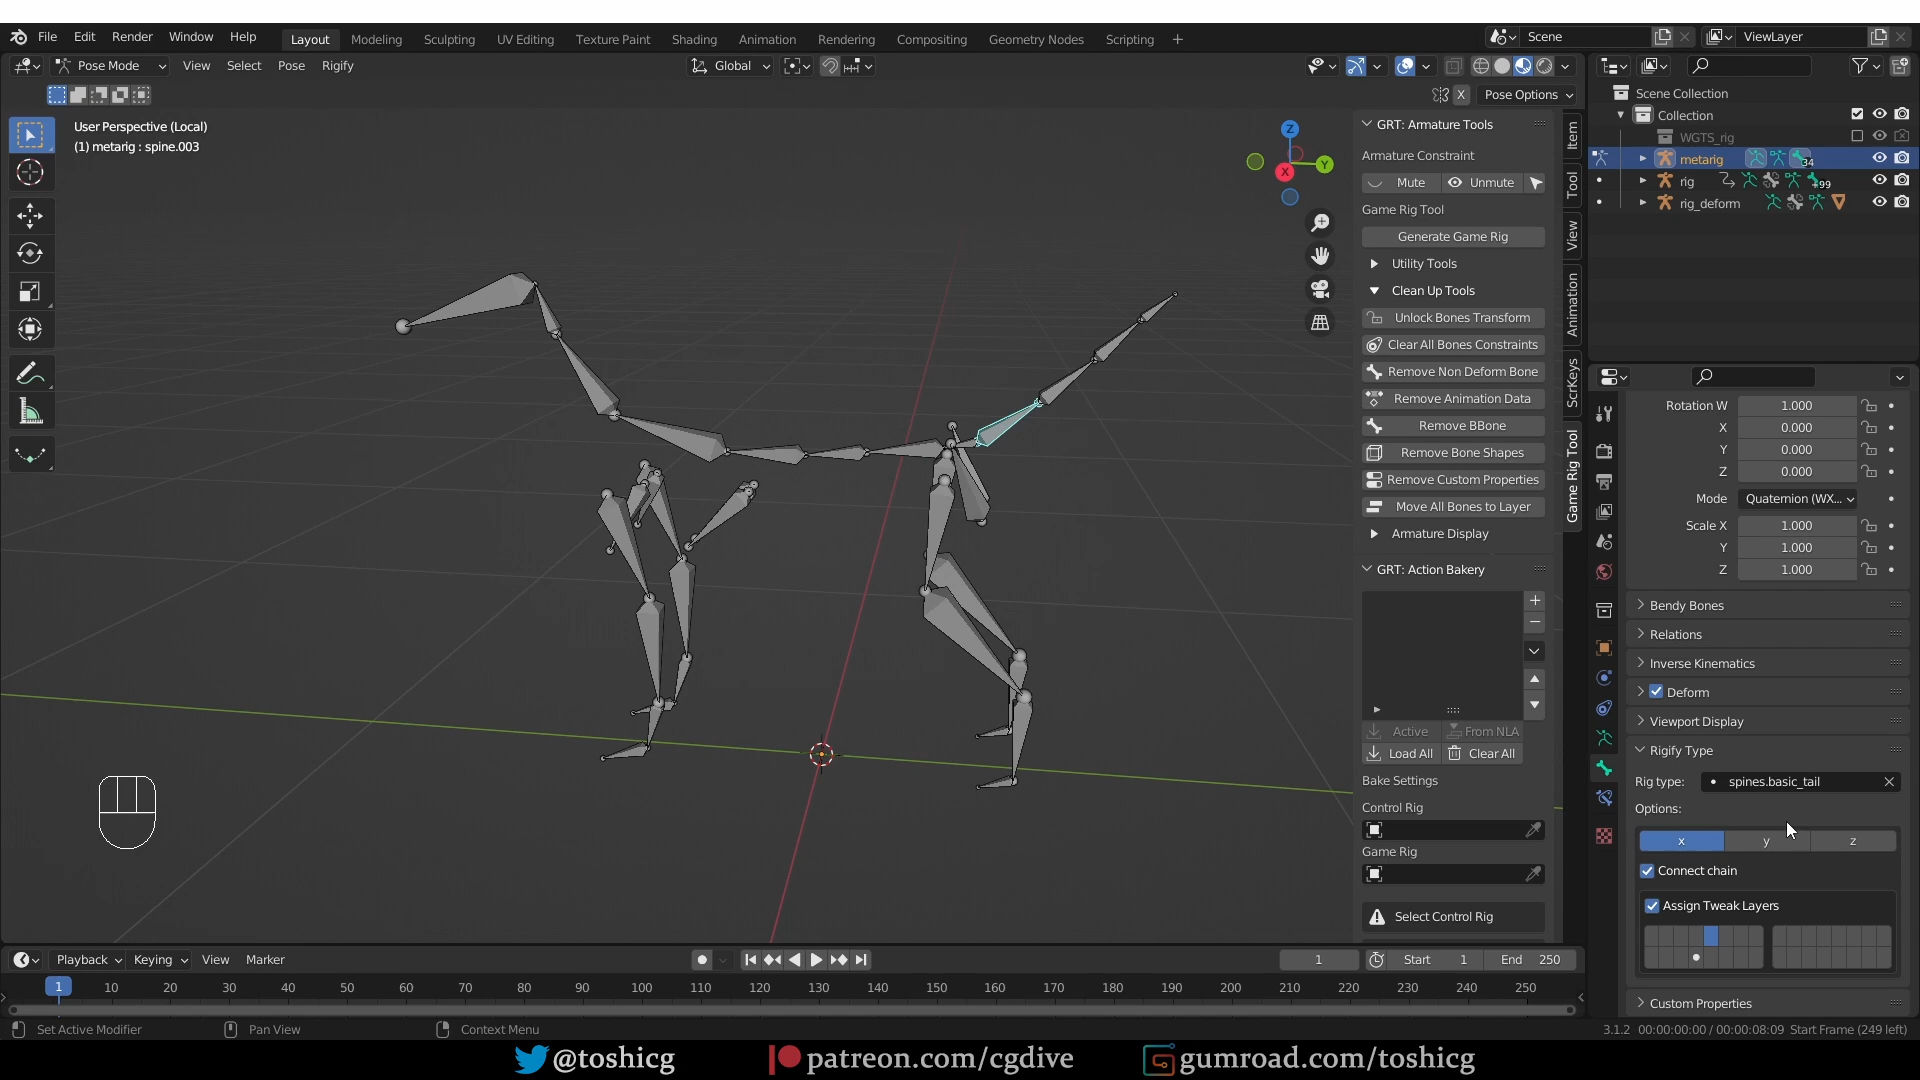 File Edit Render Window Help Layout Modeling Sculpting UV Editing Texture Paint Shading Animation Rendering Compositing Geometry Nodes Scripting + Scene ViewLayer
Pose Mode View Select Pose Rigify Global
X Pose Options
User Perspective (Local)
(1) metarig : spine.003
Z
Y
X
GRT: Armature Tools
Armature Constraint
Mute Unmute
Game Rig Tool
Generate Game Rig
Utility Tools
Clean Up Tools
Unlock Bones Transform
Clear All Bones Constraints
Remove Non Deform Bone
Remove Animation Data
Remove BBone
Remove Bone Shapes
Remove Custom Properties
Move All Bones to Layer
Armature Display
GRT: Action Bakery
Active From NLA
Load All Clear All
Bake Settings
Control Rig
Game Rig
Select Control Rig
Item
Tool
View
Animation
ScrKeys
Game Rig Tool
Scene Collection
Collection
WGTS_rig
metarig 34
rig +99
rig_deform
Rotation W 1.000
X 0.000
Y 0.000
Z 0.000
Mode Quaternion (WX...
Scale X 1.000
Y 1.000
Z 1.000
Bendy Bones
Relations
Inverse Kinematics
Deform
Viewport Display
Rigify Type
Rig type: spines.basic_tail
Options:
x y z
Connect chain
Assign Tweak Layers
Custom Properties
Playback Keying View Marker 1 Start 1 End 250
1 10 20 30 40 50 60 70 80 90 100 110 120 130 140 150 160 170 180 190 200 210 220 230 240 250
Set Active Modifier Pan View Context Menu 3.1.2 00:00:00:00 / 00:00:08:09 Start Frame (249 left)
@toshicg patreon.com/cgdive gumroad.com/toshicg